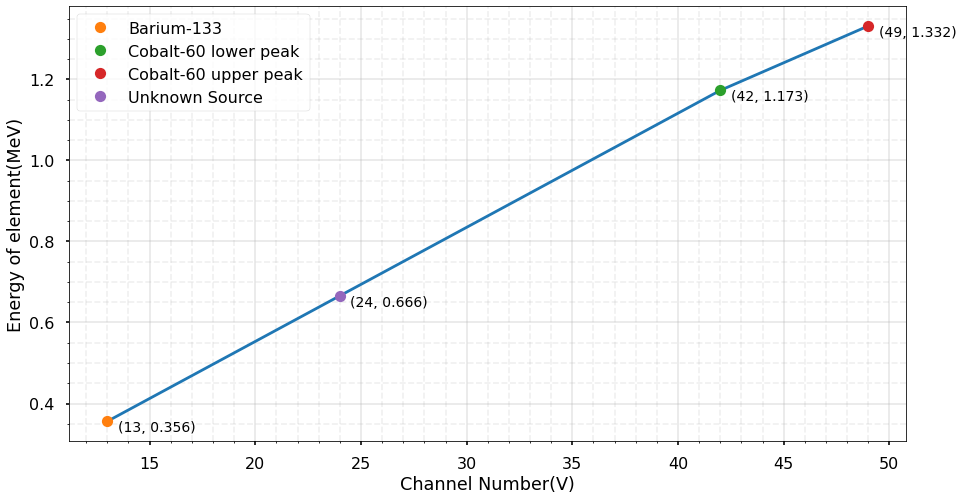 Barium-133
Cobalt-60 lower peak
Cobalt-60 upper peak
Unknown Source
(49, 1.332)
(42, 1.173)
(24, 0.666)
(13, 0.356)
Energy of element(MeV)
1.2
1.0
0.8
0.6
0.4
15 20 25 30 35 40 45 50
Channel Number(V)